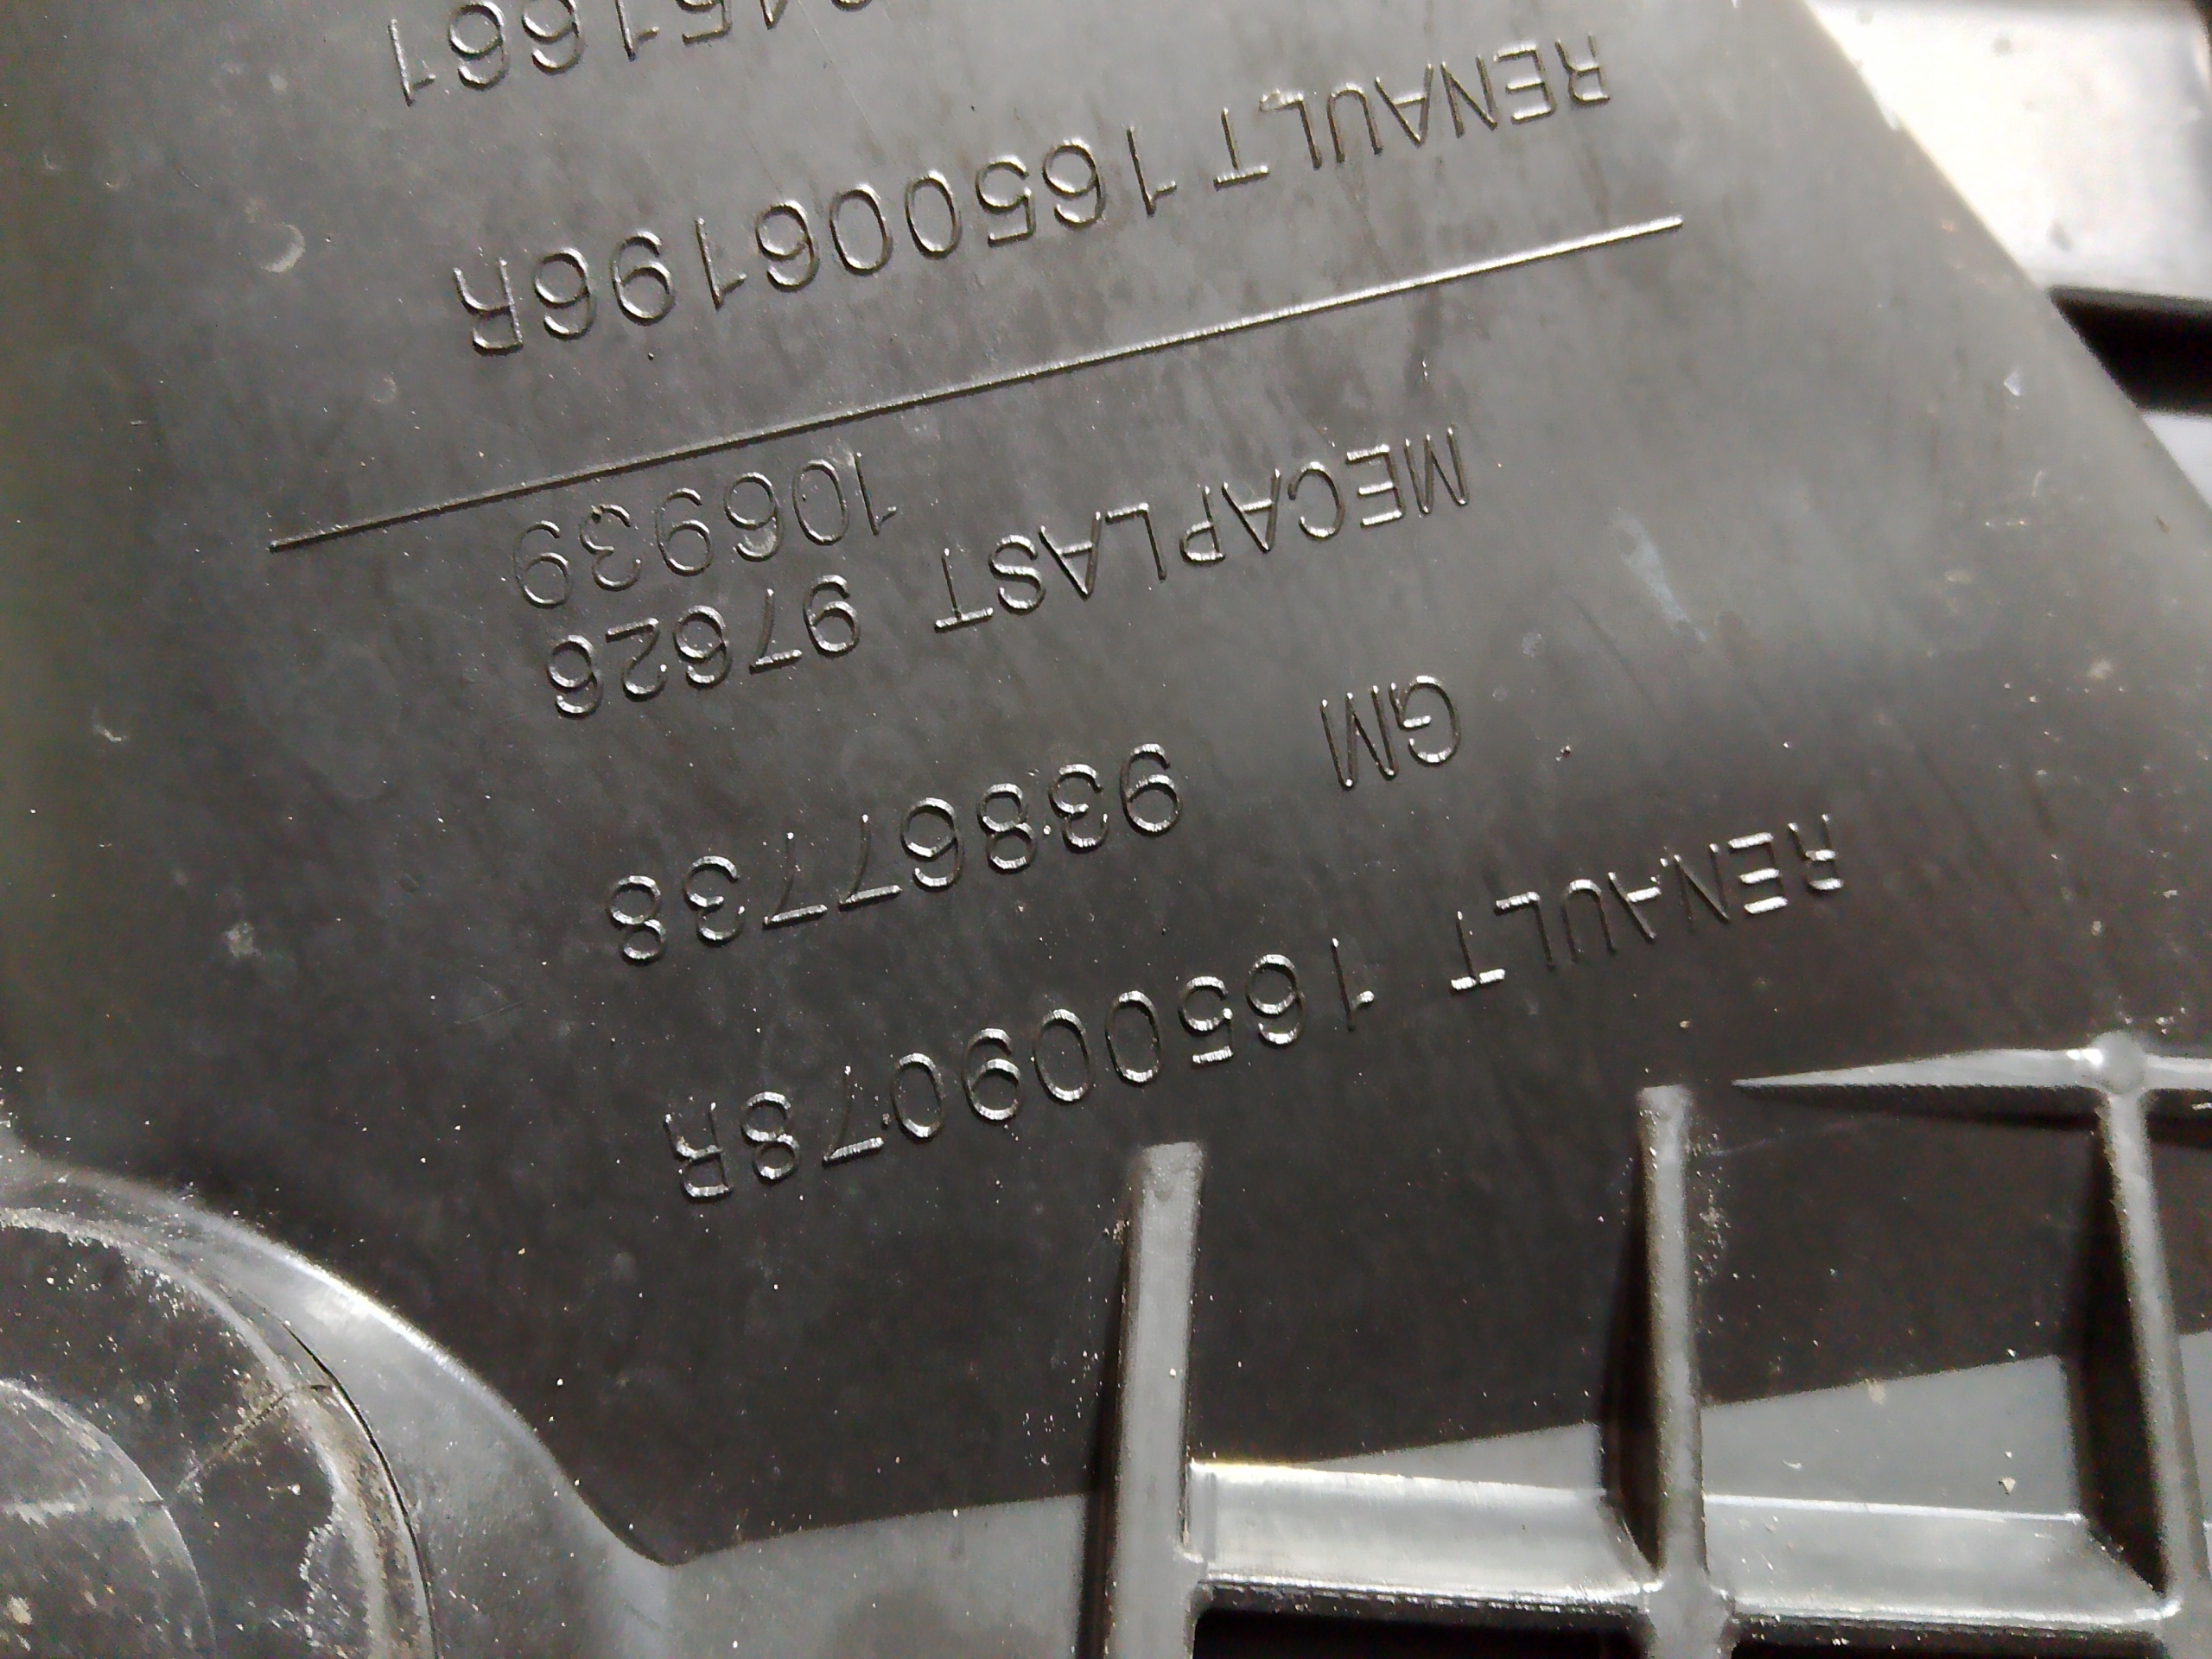 RENAULT 165009078R
GM 93867738
MECAPLAST 97626
106939
RENAULT 165006196R